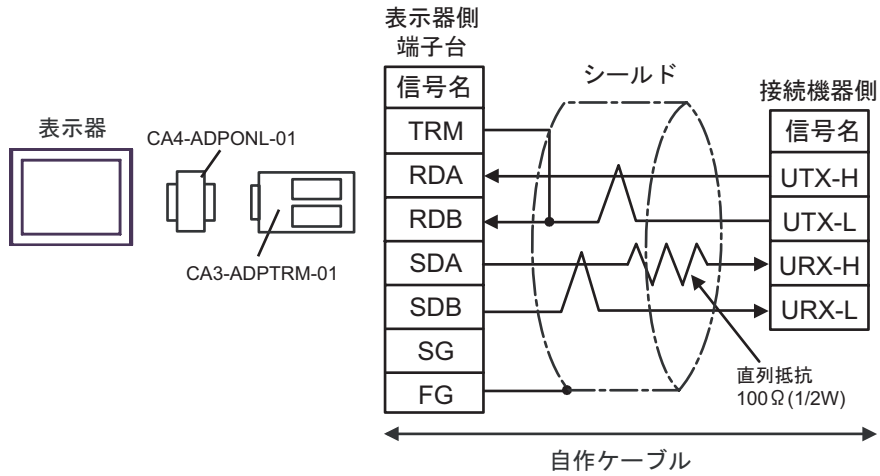 表示器
CA4-ADPONL-01
CA3-ADPTRM-01
表示器側
端子台
信号名
TRM
RDA
RDB
SDA
SDB
SG
FG
シールド
接続機器側
信号名
UTX-H
UTX-L
URX-H
URX-L
直列抵抗
100Ω(1/2W)
自作ケーブル